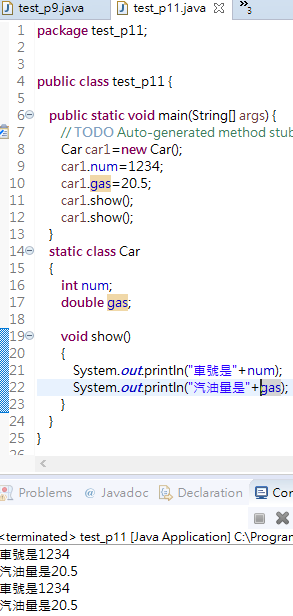 test_p9.java
test_p11.java
3
1 package test_p11;
2
3
4 public class test_p11 {
5
6 public static void main(String[] args) {
7 // TODO Auto-generated method stub
8 Car car1=new Car();
9 car1.num=1234;
10 car1.gas=20.5;
11 car1.show();
12 car1.show();
13 }
14 static class Car
15 {
16 int num;
17 double gas;
18
19 void show()
20 {
21 System.out.println("車號是"+num);
22 System.out.println("汽油量是"+gas);
23 }
24 }
25 }
26
Problems @ Javadoc Declaration Con
<terminated> test_p11 [Java Application] C:\Program
車號是1234
汽油量是20.5
車號是1234
汽油量是20.5